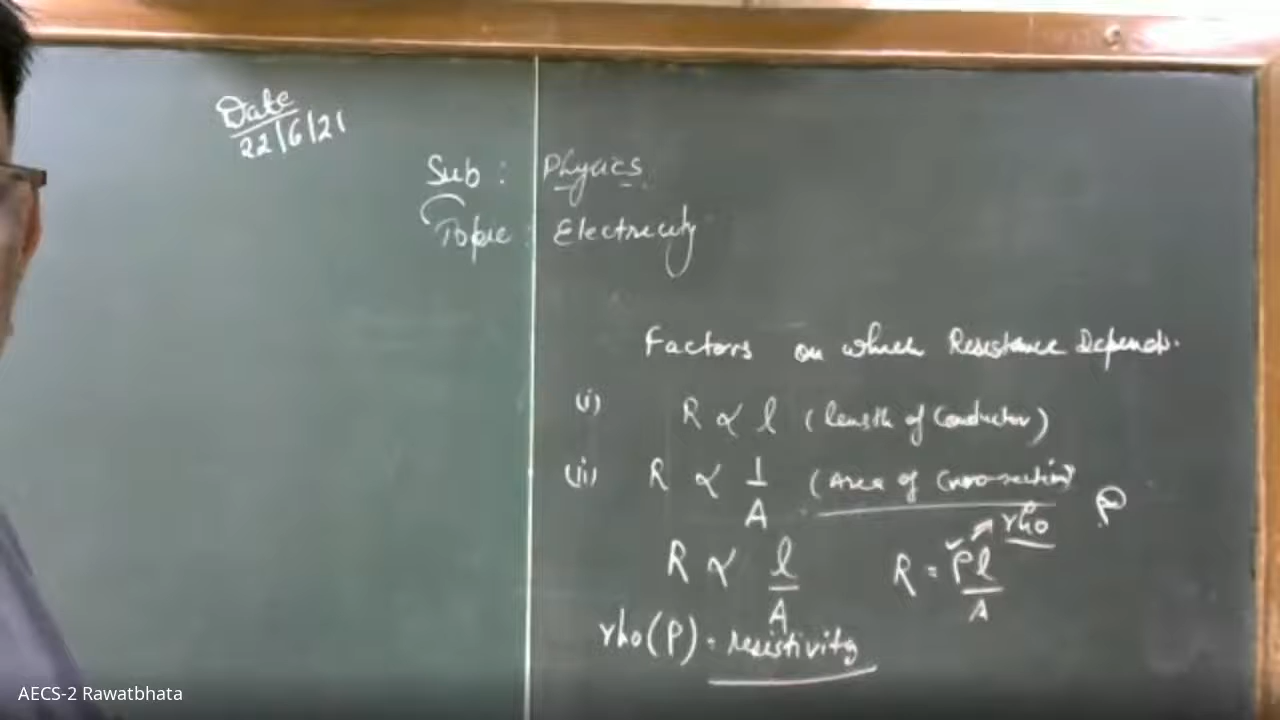 Date
22/6/21
Sub : Physics
Topic : Electricity
Factors on which Resistance Depends.
(i) R ∝ l (length of Conductor)
(ii) R ∝ 1/A (Area of Cross-section)
ρ
rho
R ∝ l/A R = ρl/A
rho(ρ) = resistivity
AECS-2 Rawatbhata